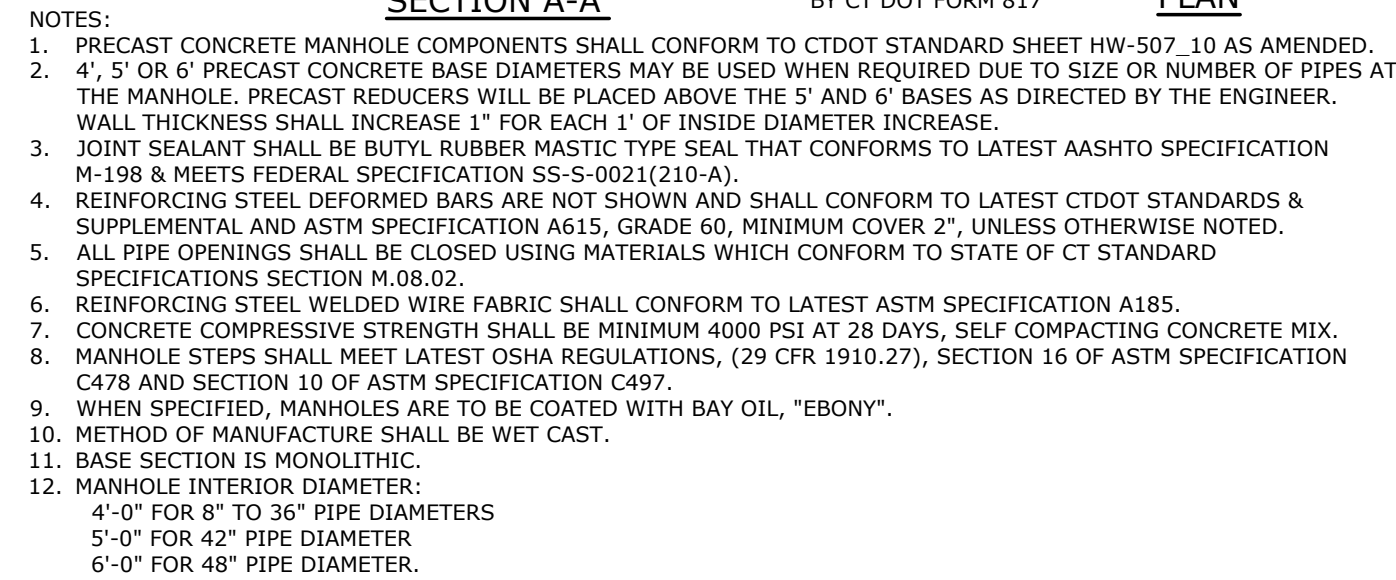 SECTION A-A
BY CT DOT FORM 817
PLAN
NOTES:
1. PRECAST CONCRETE MANHOLE COMPONENTS SHALL CONFORM TO CTDOT STANDARD SHEET HW-507_10 AS AMENDED.
2. 4', 5' OR 6' PRECAST CONCRETE BASE DIAMETERS MAY BE USED WHEN REQUIRED DUE TO SIZE OR NUMBER OF PIPES AT
THE MANHOLE. PRECAST REDUCERS WILL BE PLACED ABOVE THE 5' AND 6' BASES AS DIRECTED BY THE ENGINEER.
WALL THICKNESS SHALL INCREASE 1" FOR EACH 1' OF INSIDE DIAMETER INCREASE.
3. JOINT SEALANT SHALL BE BUTYL RUBBER MASTIC TYPE SEAL THAT CONFORMS TO LATEST AASHTO SPECIFICATION
M-198 & MEETS FEDERAL SPECIFICATION SS-S-0021(210-A).
4. REINFORCING STEEL DEFORMED BARS ARE NOT SHOWN AND SHALL CONFORM TO LATEST CTDOT STANDARDS &
SUPPLEMENTAL AND ASTM SPECIFICATION A615, GRADE 60, MINIMUM COVER 2", UNLESS OTHERWISE NOTED.
5. ALL PIPE OPENINGS SHALL BE CLOSED USING MATERIALS WHICH CONFORM TO STATE OF CT STANDARD
SPECIFICATIONS SECTION M.08.02.
6. REINFORCING STEEL WELDED WIRE FABRIC SHALL CONFORM TO LATEST ASTM SPECIFICATION A185.
7. CONCRETE COMPRESSIVE STRENGTH SHALL BE MINIMUM 4000 PSI AT 28 DAYS, SELF COMPACTING CONCRETE MIX.
8. MANHOLE STEPS SHALL MEET LATEST OSHA REGULATIONS, (29 CFR 1910.27), SECTION 16 OF ASTM SPECIFICATION
C478 AND SECTION 10 OF ASTM SPECIFICATION C497.
9. WHEN SPECIFIED, MANHOLES ARE TO BE COATED WITH BAY OIL, "EBONY".
10. METHOD OF MANUFACTURE SHALL BE WET CAST.
11. BASE SECTION IS MONOLITHIC.
12. MANHOLE INTERIOR DIAMETER:
4'-0" FOR 8" TO 36" PIPE DIAMETERS
5'-0" FOR 42" PIPE DIAMETER
6'-0" FOR 48" PIPE DIAMETER.